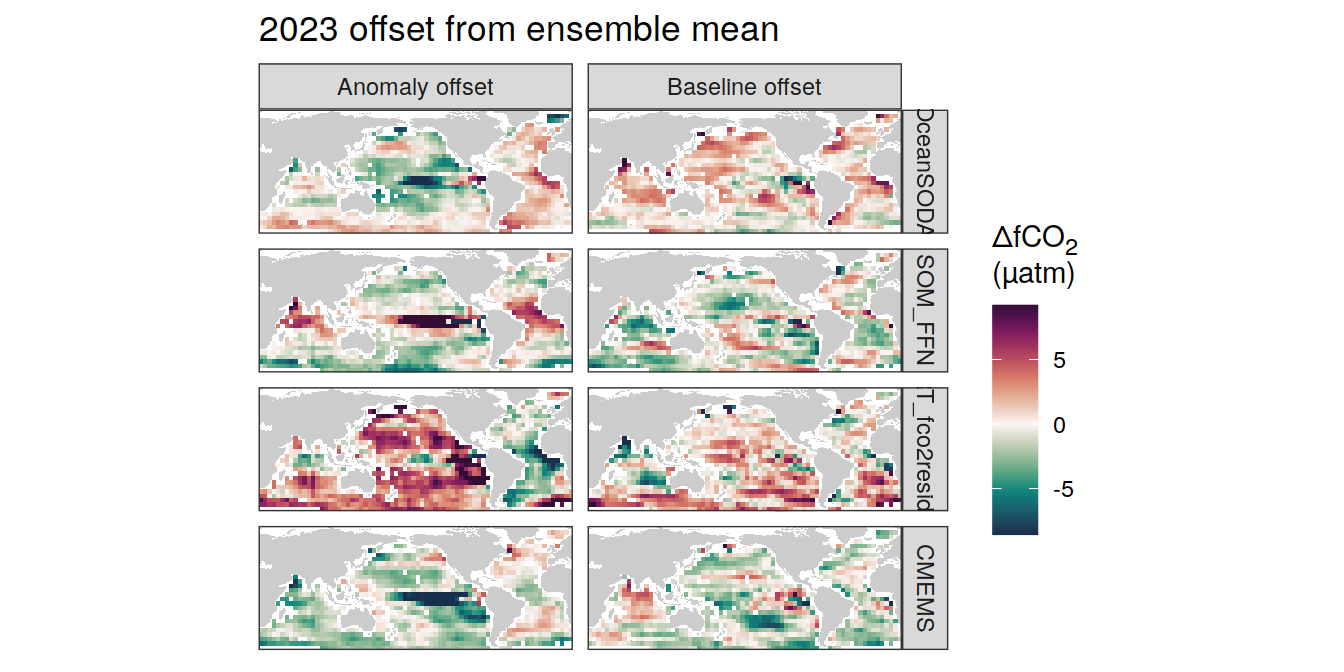 2023 offset from ensemble mean
Anomaly offset
Baseline offset
OceanSODA
SOM_FFN
T_fco2resid
CMEMS
ΔfCO₂
(µatm)
5
0
-5